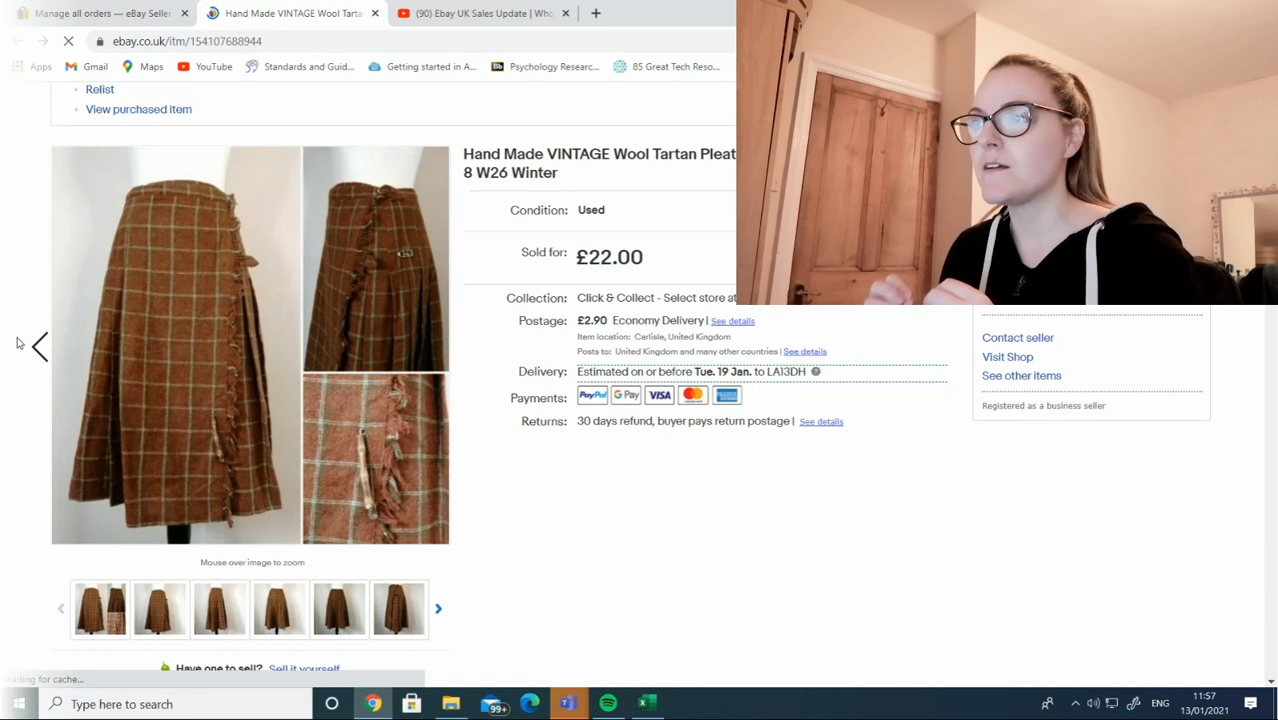 Manage all orders — eBay Seller
Hand Made VINTAGE Wool Tarta
(90) Ebay UK Sales Update | Who
ebay.co.uk/itm/154107688944
Apps
Gmail
Maps
YouTube
Standards and Guid...
Getting started in A...
Psychology Researc...
85 Great Tech Reso...
Relist
View purchased item
Hand Made VINTAGE Wool Tartan Pleat
8 W26 Winter
Condition: Used
Sold for: £22.00
Collection: Click & Collect - Select store at
Postage: £2.90 Economy Delivery | See details
Item location: Carlisle, United Kingdom
Posts to: United Kingdom and many other countries | See details
Delivery: Estimated on or before Tue. 19 Jan. to LA13DH
Payments: PayPal G Pay VISA
Returns: 30 days refund, buyer pays return postage | See details
Contact seller
Visit Shop
See other items
Registered as a business seller
Mouse over image to zoom
Have one to sell? Sell it yourself
waiting for cache...
Type here to search
99+
ENG
11:57
13/01/2021